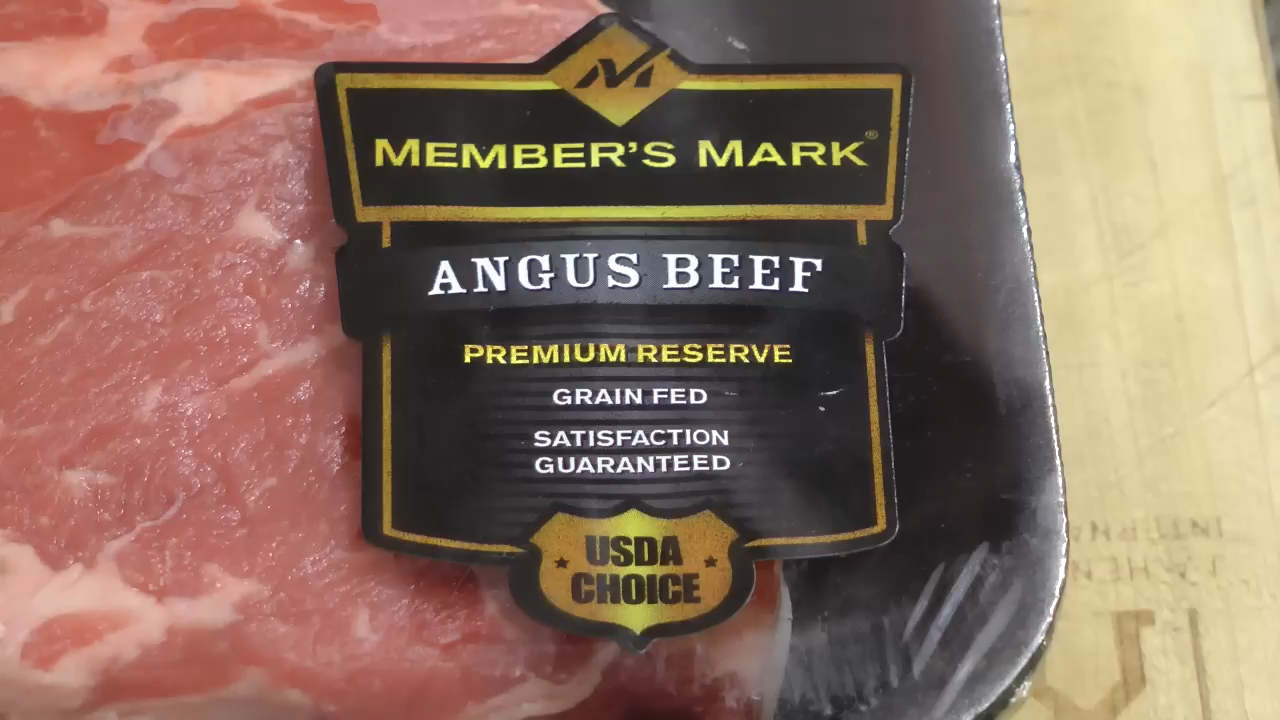 MEMBER'S MARK®
ANGUS BEEF
PREMIUM RESERVE
GRAIN FED
SATISFACTION
GUARANTEED
USDA
CHOICE